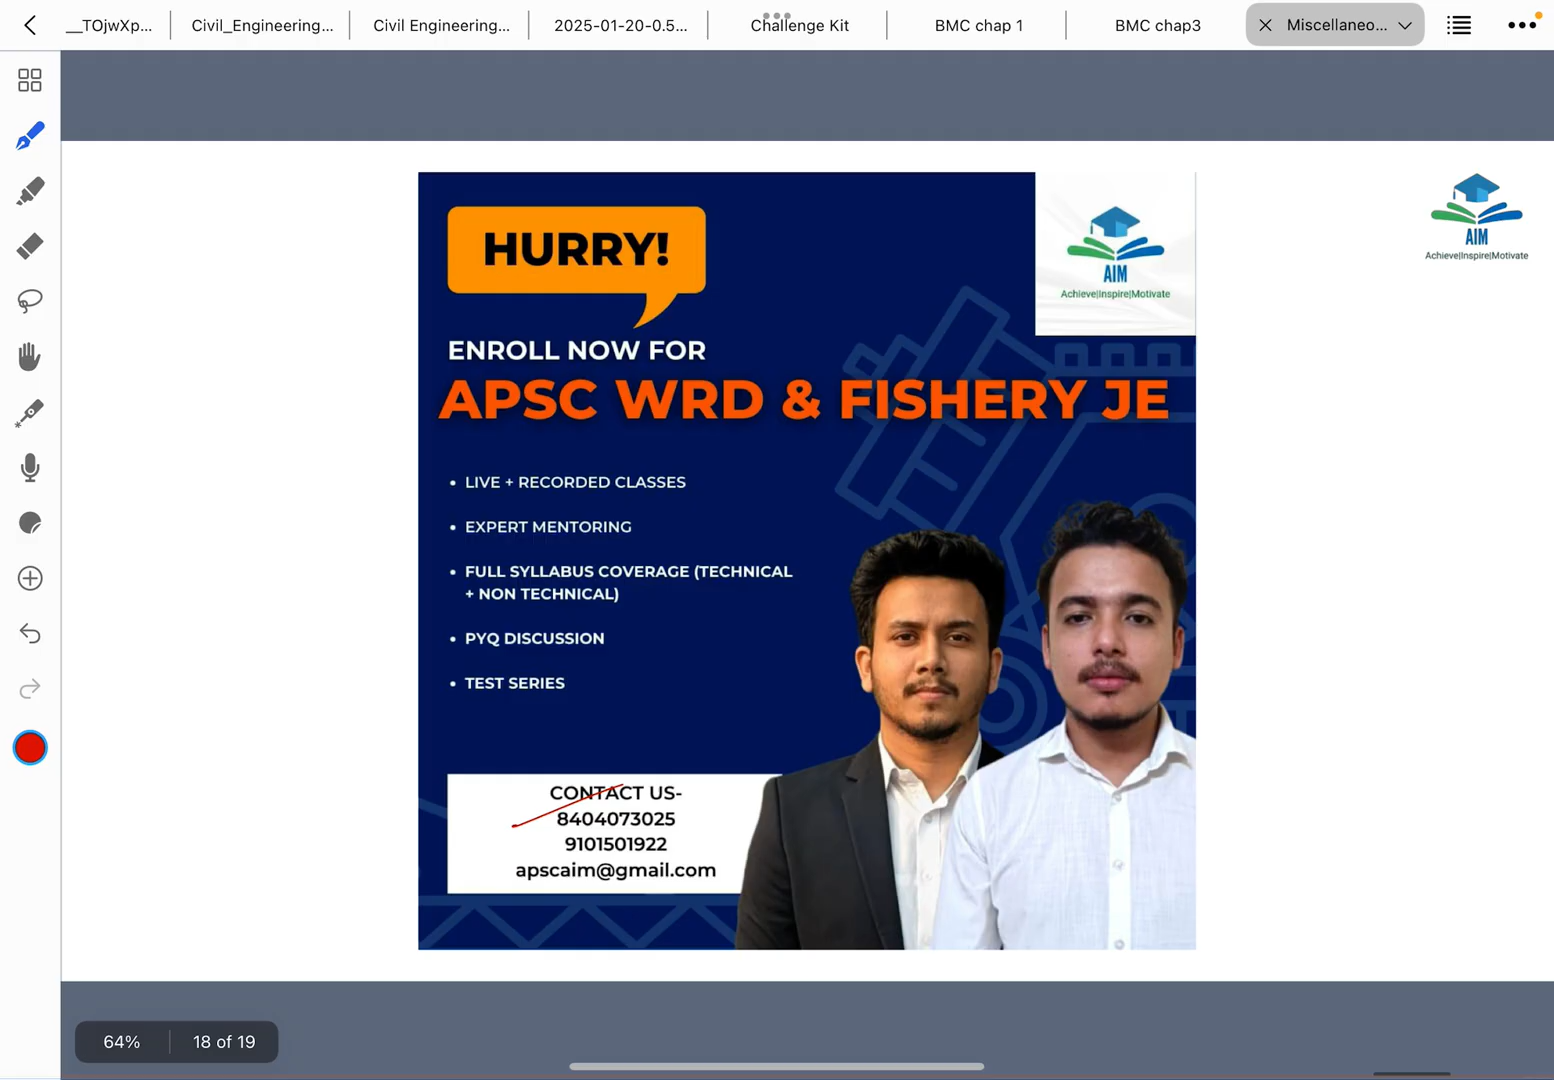 __TOjwXp...
Civil_Engineering...
Civil Engineering...
2025-01-20-0.5...
Challenge Kit
BMC chap 1
BMC chap3
Miscellaneo...
HURRY!
AIM
Achieve|Inspire|Motivate
AIM
Achieve|Inspire|Motivate
ENROLL NOW FOR
APSC WRD & FISHERY JE
• LIVE + RECORDED CLASSES
• EXPERT MENTORING
• FULL SYLLABUS COVERAGE (TECHNICAL
+ NON TECHNICAL)
• PYQ DISCUSSION
• TEST SERIES
CONTACT US-
8404073025
9101501922
apscaim@gmail.com
64%
18 of 19